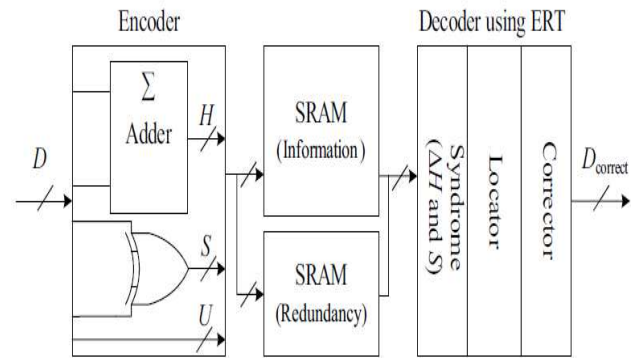 Encoder
Decoder using ERT
Σ
Adder
H
D
S
U
SRAM
(Information)
SRAM
(Redundancy)
Syndrome
(ΔH and S)
Locator
Corrector
Dcorrect